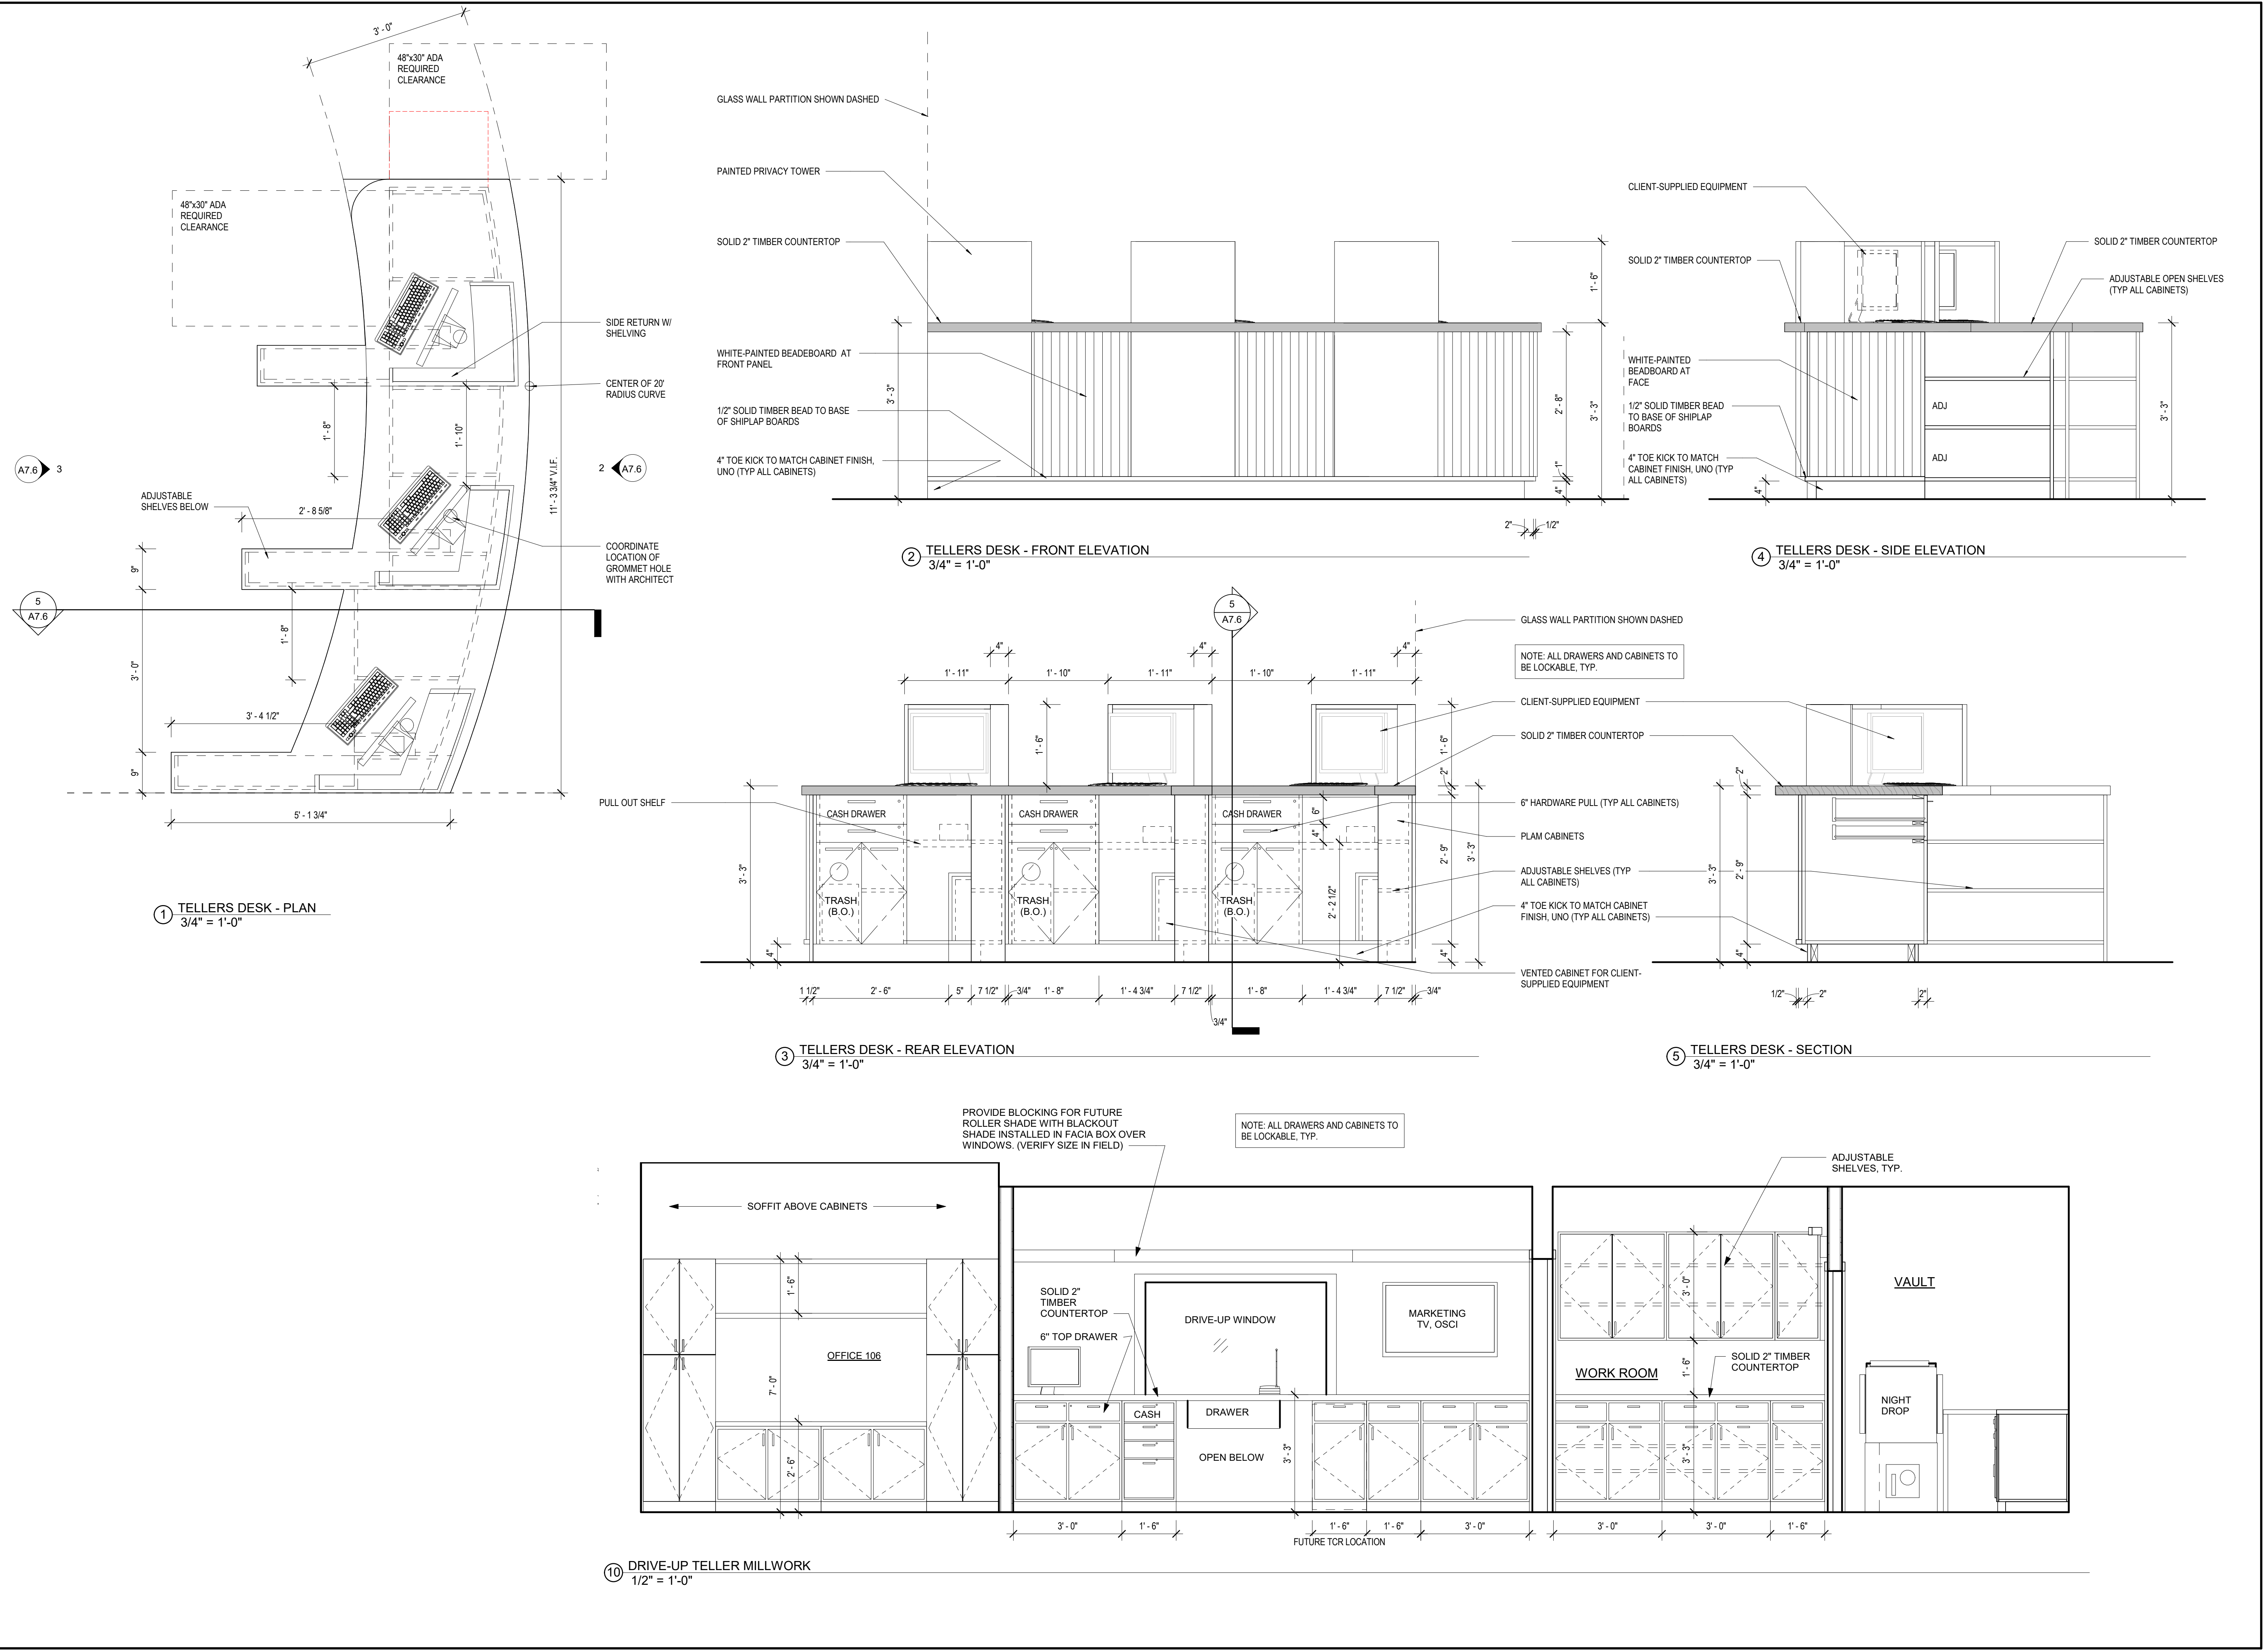 3' - 0"
48"x30" ADA
REQUIRED
CLEARANCE
48"x30" ADA
REQUIRED
CLEARANCE
SIDE RETURN W/
SHELVING
CENTER OF 20'
RADIUS CURVE
1' - 8"
1' - 10"
11' - 3 3/4" V.I.F.
A7.6
3
2
A7.6
ADJUSTABLE
SHELVES BELOW
2' - 8 5/8"
COORDINATE
LOCATION OF
GROMMET HOLE
WITH ARCHITECT
9"
5
A7.6
1' - 8"
3' - 0"
3' - 4 1/2"
9"
5' - 1 3/4"
1
TELLERS DESK - PLAN
3/4" = 1'-0"
GLASS WALL PARTITION SHOWN DASHED
PAINTED PRIVACY TOWER
SOLID 2" TIMBER COUNTERTOP
WHITE-PAINTED BEADEBOARD AT
FRONT PANEL
1/2" SOLID TIMBER BEAD TO BASE
OF SHIPLAP BOARDS
4" TOE KICK TO MATCH CABINET FINISH,
UNO (TYP ALL CABINETS)
3' - 3"
1' - 6"
2' - 8"
3' - 3"
1"
4"
2"
1/2"
2
TELLERS DESK - FRONT ELEVATION
3/4" = 1'-0"
CLIENT-SUPPLIED EQUIPMENT
SOLID 2" TIMBER COUNTERTOP
SOLID 2" TIMBER COUNTERTOP
ADJUSTABLE OPEN SHELVES
(TYP ALL CABINETS)
WHITE-PAINTED
BEADBOARD AT
FACE
1/2" SOLID TIMBER BEAD
TO BASE OF SHIPLAP
BOARDS
4" TOE KICK TO MATCH
CABINET FINISH, UNO (TYP
ALL CABINETS)
ADJ
ADJ
3' - 3"
4"
4
TELLERS DESK - SIDE ELEVATION
3/4" = 1'-0"
5
A7.6
GLASS WALL PARTITION SHOWN DASHED
NOTE: ALL DRAWERS AND CABINETS TO
BE LOCKABLE, TYP.
4"
4"
4"
1' - 11"
1' - 10"
1' - 11"
1' - 10"
1' - 11"
CLIENT-SUPPLIED EQUIPMENT
SOLID 2" TIMBER COUNTERTOP
1' - 6"
1' - 6"
2"
PULL OUT SHELF
6" HARDWARE PULL (TYP ALL CABINETS)
CASH DRAWER
CASH DRAWER
CASH DRAWER
6"
4"
PLAM CABINETS
2' - 9"
3' - 3"
3' - 3"
ADJUSTABLE SHELVES (TYP
ALL CABINETS)
TRASH
(B.O.)
TRASH
(B.O.)
TRASH
(B.O.)
2' - 2 1/2"
4" TOE KICK TO MATCH CABINET
FINISH, UNO (TYP ALL CABINETS)
4"
4"
VENTED CABINET FOR CLIENT-
SUPPLIED EQUIPMENT
1 1/2"
2' - 6"
5"
7 1/2"
3/4"
1' - 8"
1' - 4 3/4"
7 1/2"
3/4"
1' - 8"
1' - 4 3/4"
7 1/2"
3/4"
3
TELLERS DESK - REAR ELEVATION
3/4" = 1'-0"
2"
3' - 3"
2' - 9"
4"
1/2"
2"
2"
5
TELLERS DESK - SECTION
3/4" = 1'-0"
PROVIDE BLOCKING FOR FUTURE
ROLLER SHADE WITH BLACKOUT
SHADE INSTALLED IN FACIA BOX OVER
WINDOWS. (VERIFY SIZE IN FIELD)
NOTE: ALL DRAWERS AND CABINETS TO
BE LOCKABLE, TYP.
ADJUSTABLE
SHELVES, TYP.
SOFFIT ABOVE CABINETS
1' - 6"
OFFICE 106
7' - 0"
2' - 6"
SOLID 2"
TIMBER
COUNTERTOP
6" TOP DRAWER
DRIVE-UP WINDOW
MARKETING
TV, OSCI
CASH
DRAWER
OPEN BELOW
3' - 3"
3' - 0"
1' - 6"
WORK ROOM
SOLID 2" TIMBER
COUNTERTOP
3' - 3"
VAULT
NIGHT
DROP
3' - 0"
1' - 6"
1' - 6"
1' - 6"
3' - 0"
3' - 0"
3' - 0"
1' - 6"
FUTURE TCR LOCATION
10
DRIVE-UP TELLER MILLWORK
1/2" = 1'-0"